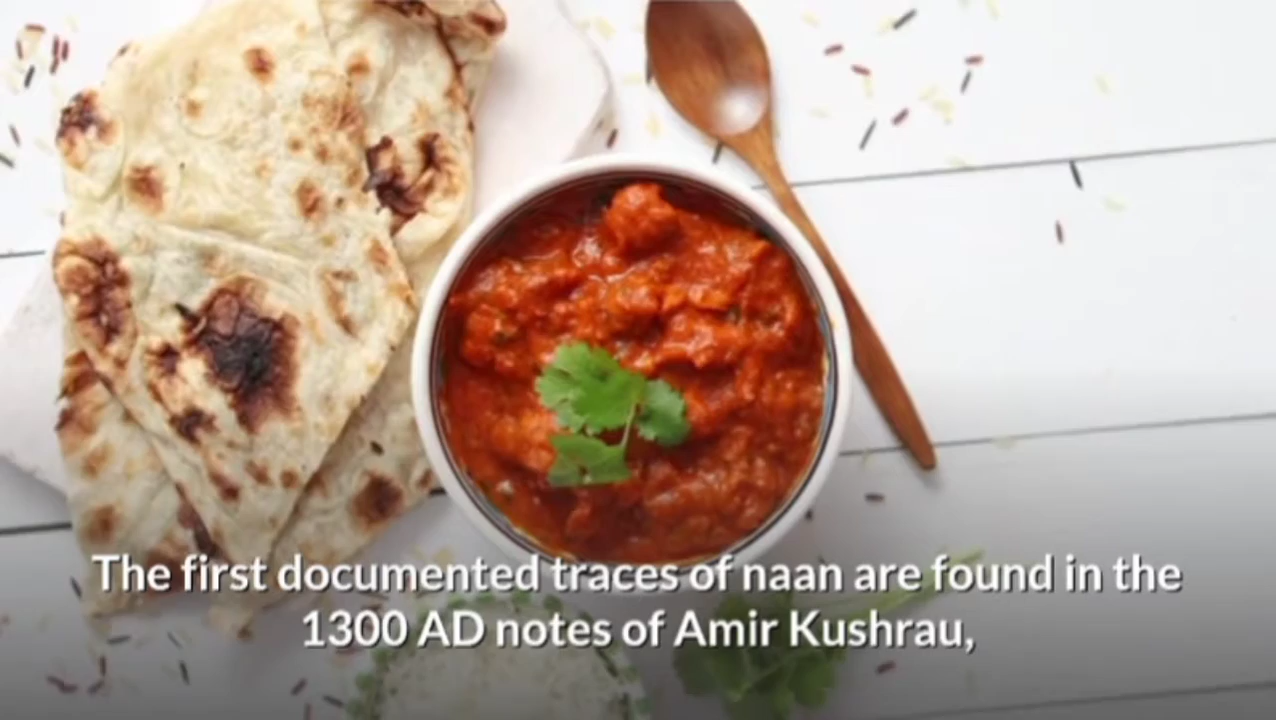 The first documented traces of naan are found in the
1300 AD notes of Amir Kushrau,